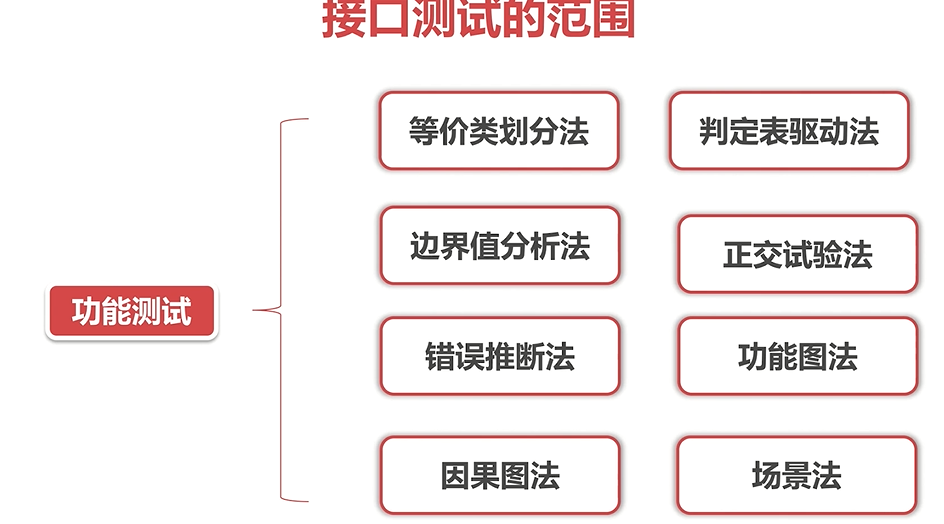 接口测试的范围
等价类划分法
判定表驱动法
边界值分析法
正交试验法
功能测试
错误推断法
功能图法
因果图法
场景法